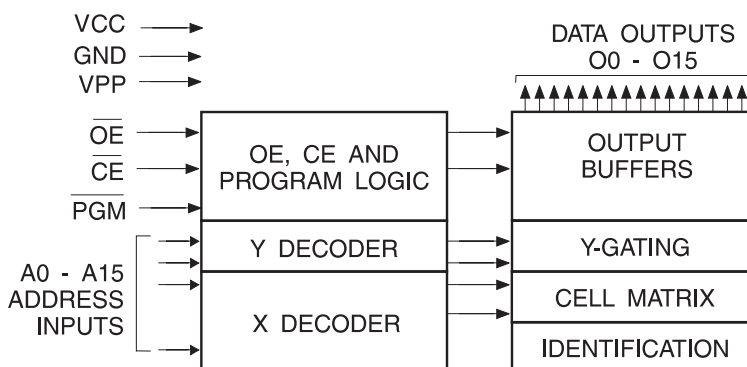 VCC
GND
VPP
DATA OUTPUTS
O0 - O15
OE
CE
PGM
OE, CE AND
PROGRAM LOGIC
OUTPUT
BUFFERS
A0 - A15
ADDRESS
INPUTS
Y DECODER
Y-GATING
X DECODER
CELL MATRIX
IDENTIFICATION